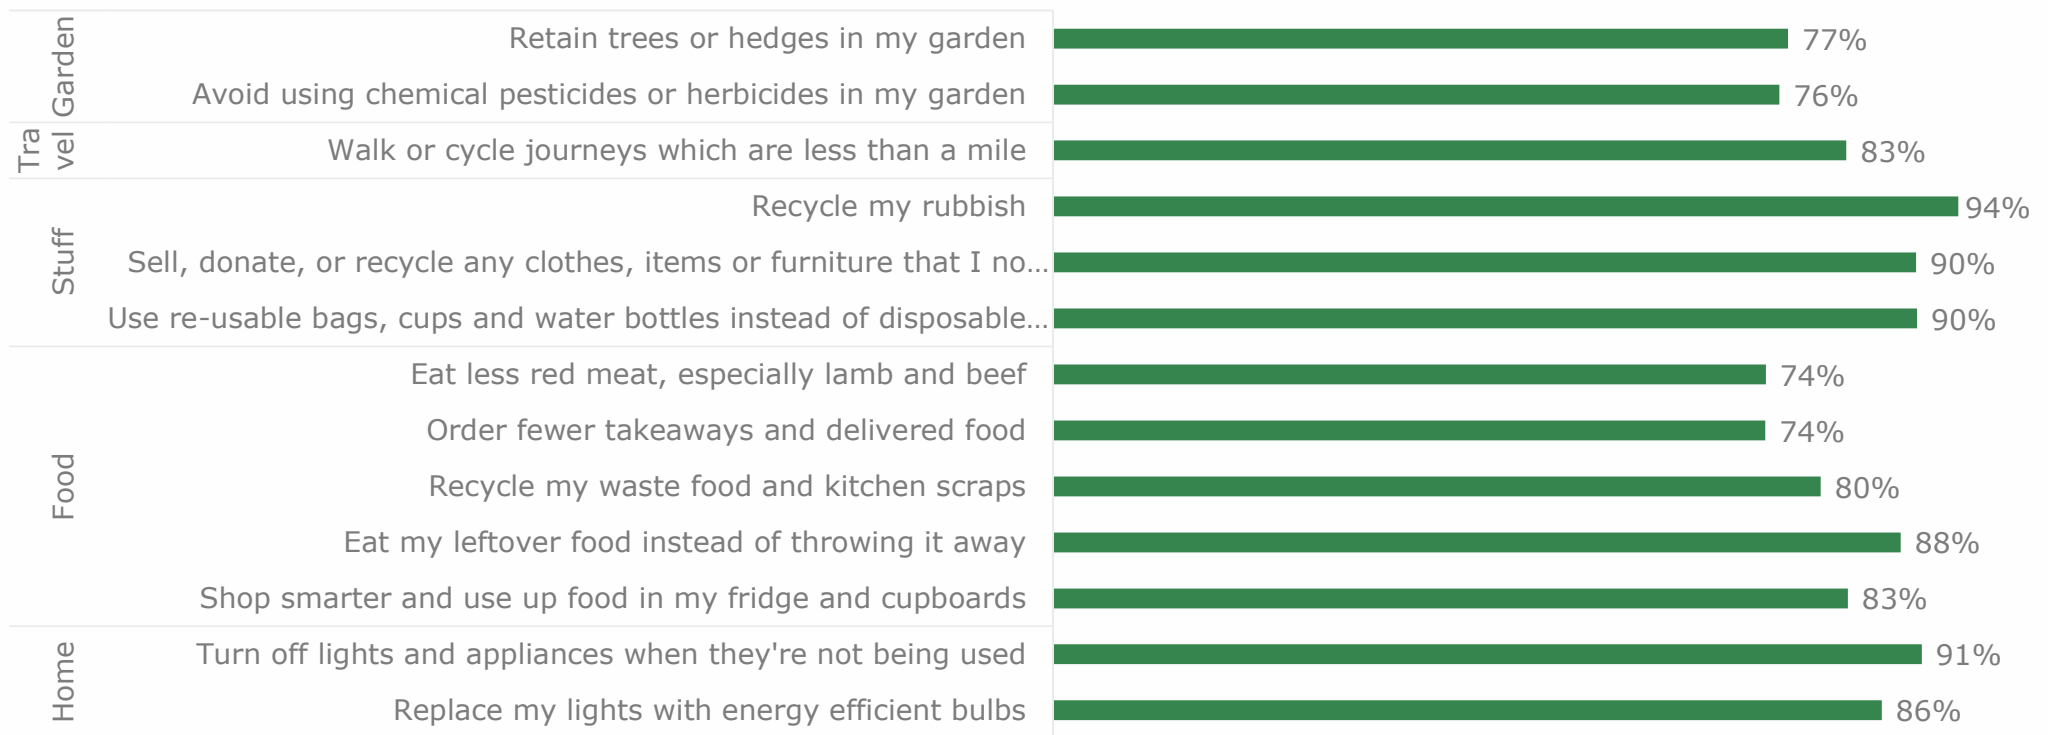 Garden
Retain trees or hedges in my garden 77%
Avoid using chemical pesticides or herbicides in my garden 76%
Tra
vel
Walk or cycle journeys which are less than a mile 83%
Stuff
Recycle my rubbish 94%
Sell, donate, or recycle any clothes, items or furniture that I no... 90%
Use re-usable bags, cups and water bottles instead of disposable... 90%
Food
Eat less red meat, especially lamb and beef 74%
Order fewer takeaways and delivered food 74%
Recycle my waste food and kitchen scraps 80%
Eat my leftover food instead of throwing it away 88%
Shop smarter and use up food in my fridge and cupboards 83%
Home
Turn off lights and appliances when they're not being used 91%
Replace my lights with energy efficient bulbs 86%